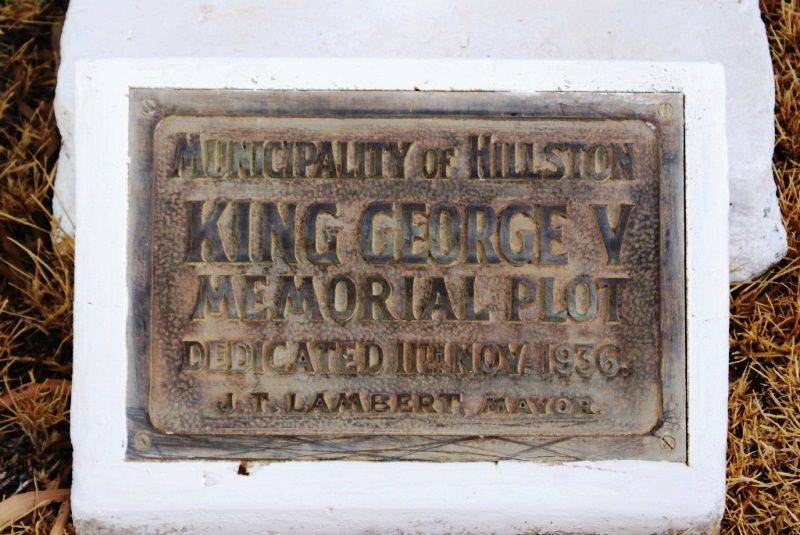 MUNICIPALITY OF HILLSTON
KING GEORGE V
MEMORIAL PLOT
DEDICATED 11TH NOV. 1936.
J. T. LAMBERT, MAYOR.